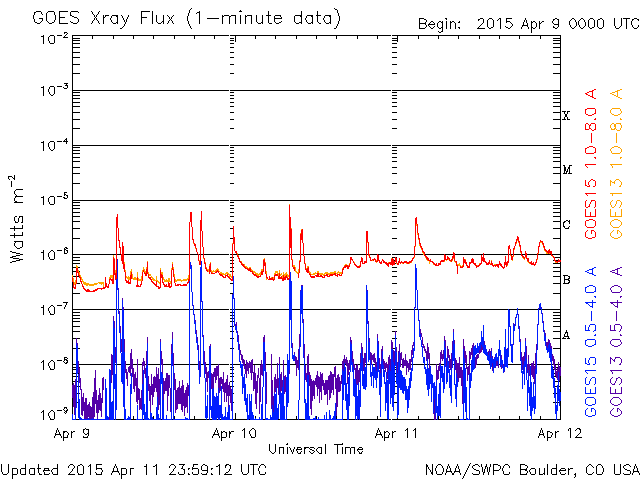 GOES Xray Flux (1-minute data)
Begin: 2015 Apr 9 0000 UTC
10-2
10-3
10-4
10-5
10-6
10-7
10-8
10-9
Watts m-2
X
M
C
B
A
GOES15 1.0-8.0 A
GOES13 1.0-8.0 A
GOES15 0.5-4.0 A
GOES13 0.5-4.0 A
Apr 9
Apr 10
Apr 11
Apr 12
Universal Time
Updated 2015 Apr 11 23:59:12 UTC
NOAA/SWPC Boulder, CO USA